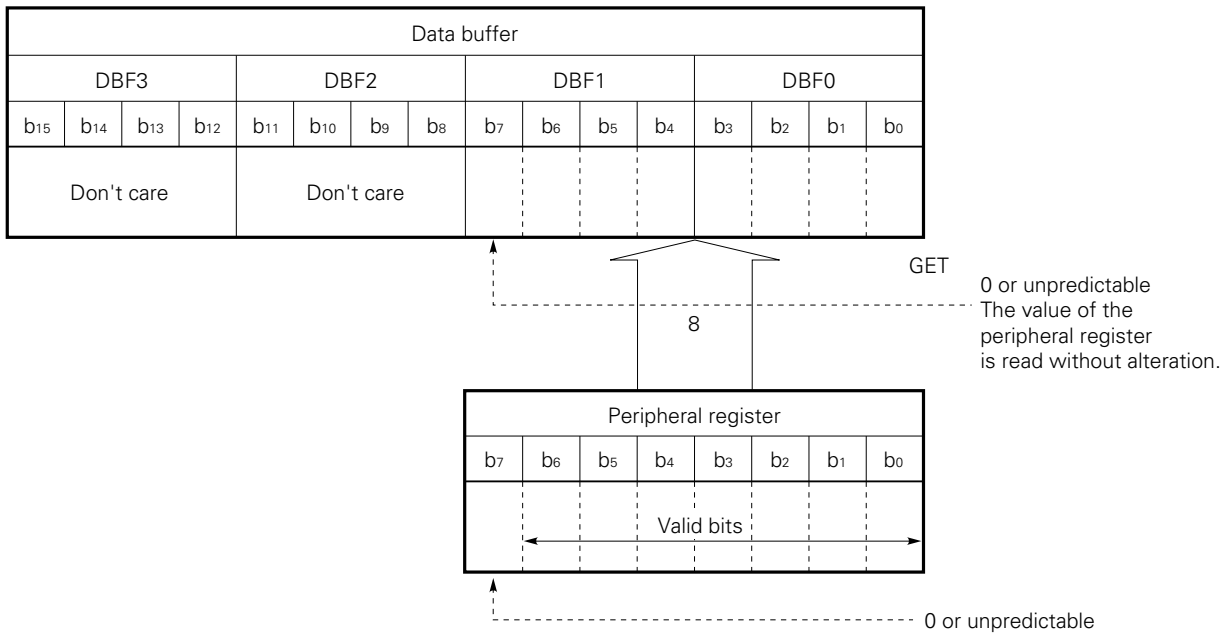 Data buffer
DBF3 DBF2 DBF1 DBF0
b15 b14 b13 b12 b11 b10 b9 b8 b7 b6 b5 b4 b3 b2 b1 b0
Don't care Don't care
GET
0 or unpredictable
The value of the
peripheral register
is read without alteration.
8
Peripheral register
b7 b6 b5 b4 b3 b2 b1 b0
Valid bits
0 or unpredictable